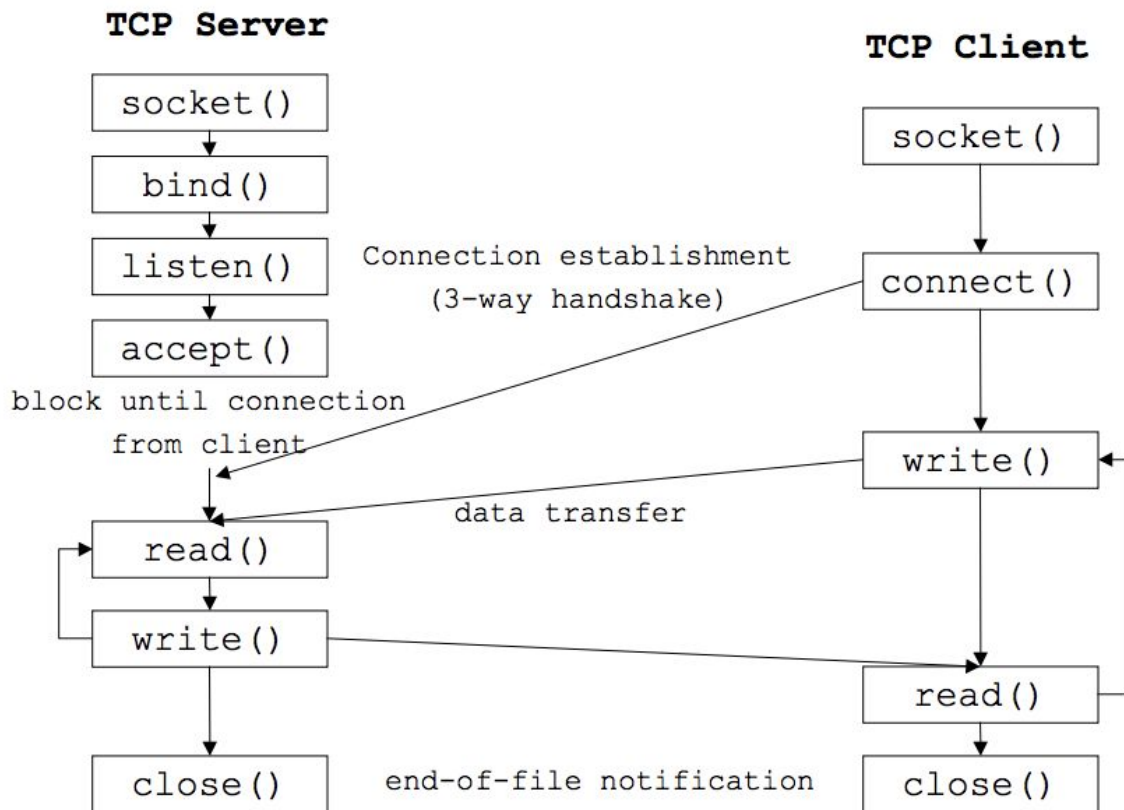 TCP Server
TCP Client
socket()
socket()
bind()
listen()
Connection establishment
(3-way handshake)
connect()
accept()
block until connection
from client
write()
data transfer
read()
write()
read()
close()
end-of-file notification
close()